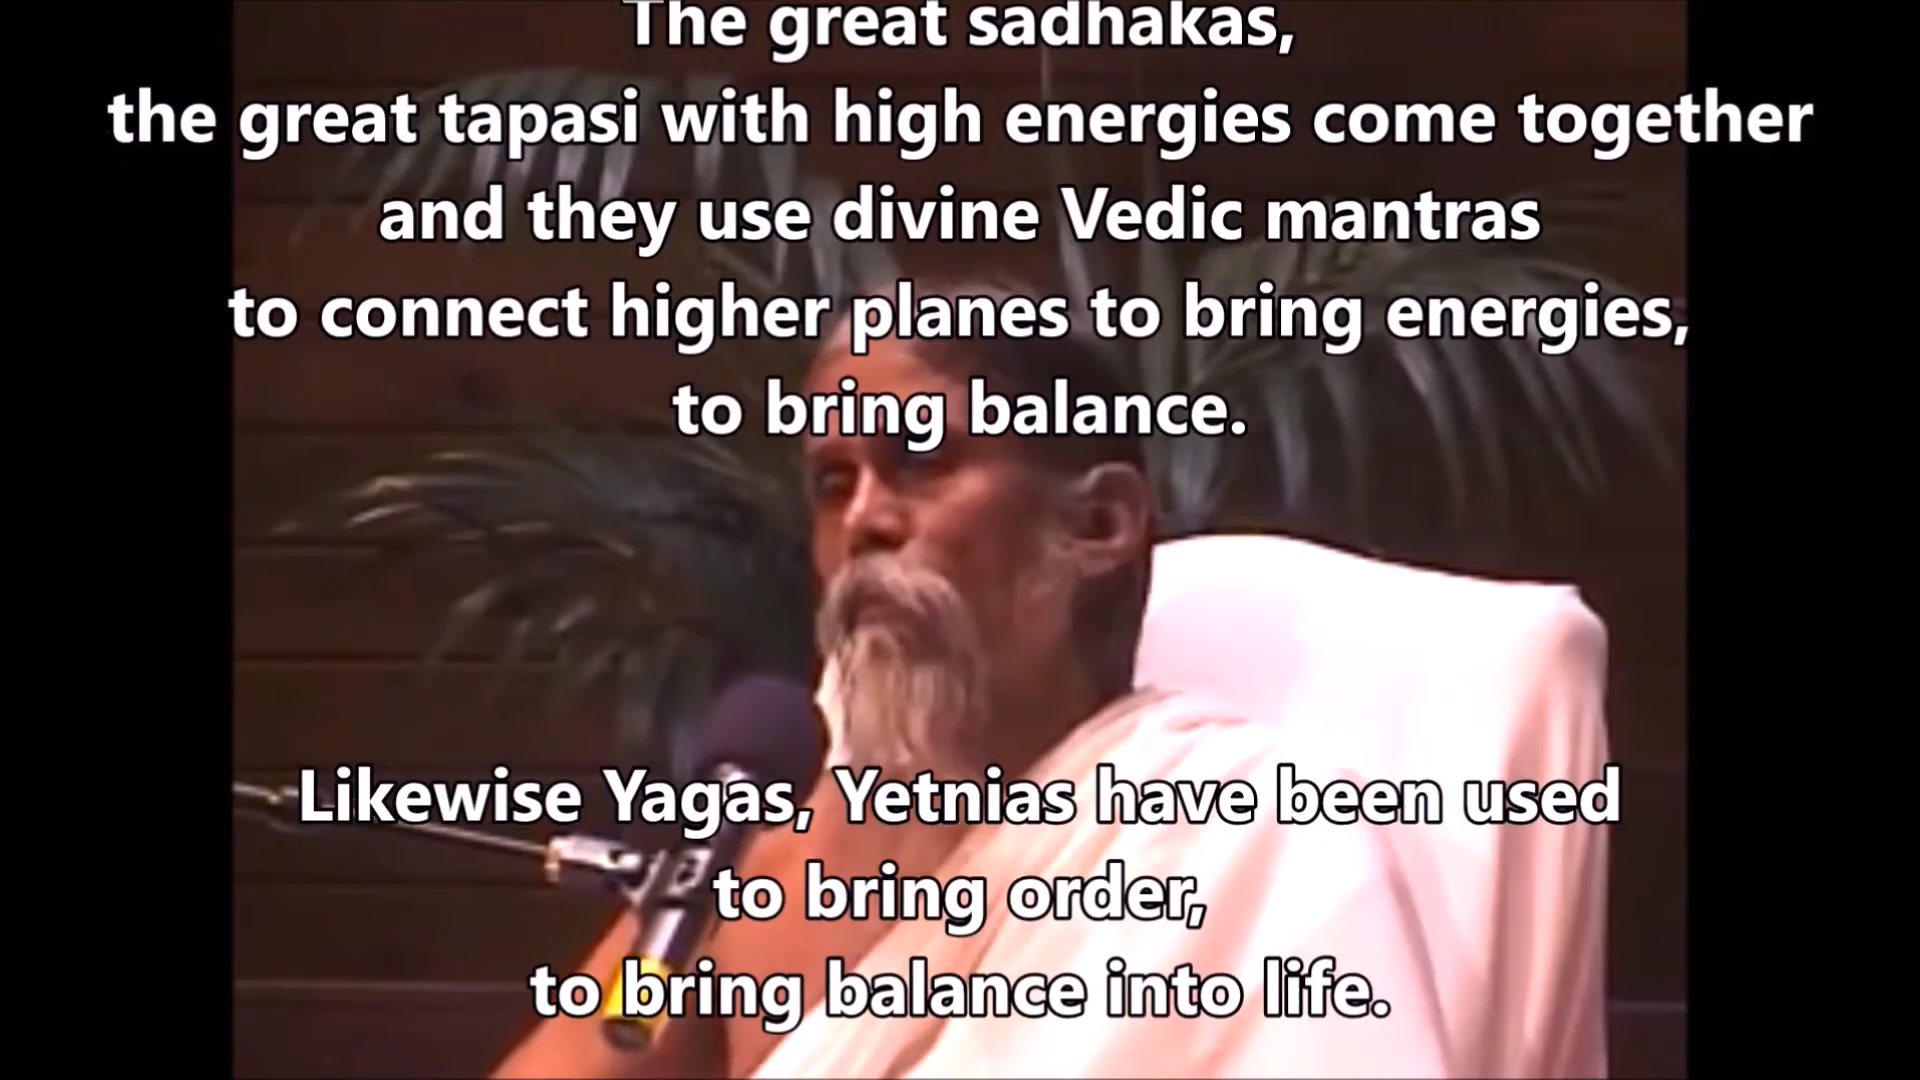 The great sadhakas,
the great tapasi with high energies come together
and they use divine Vedic mantras
to connect higher planes to bring energies,
to bring balance.
Likewise Yagas, Yetnias have been used
to bring order,
to bring balance into life.